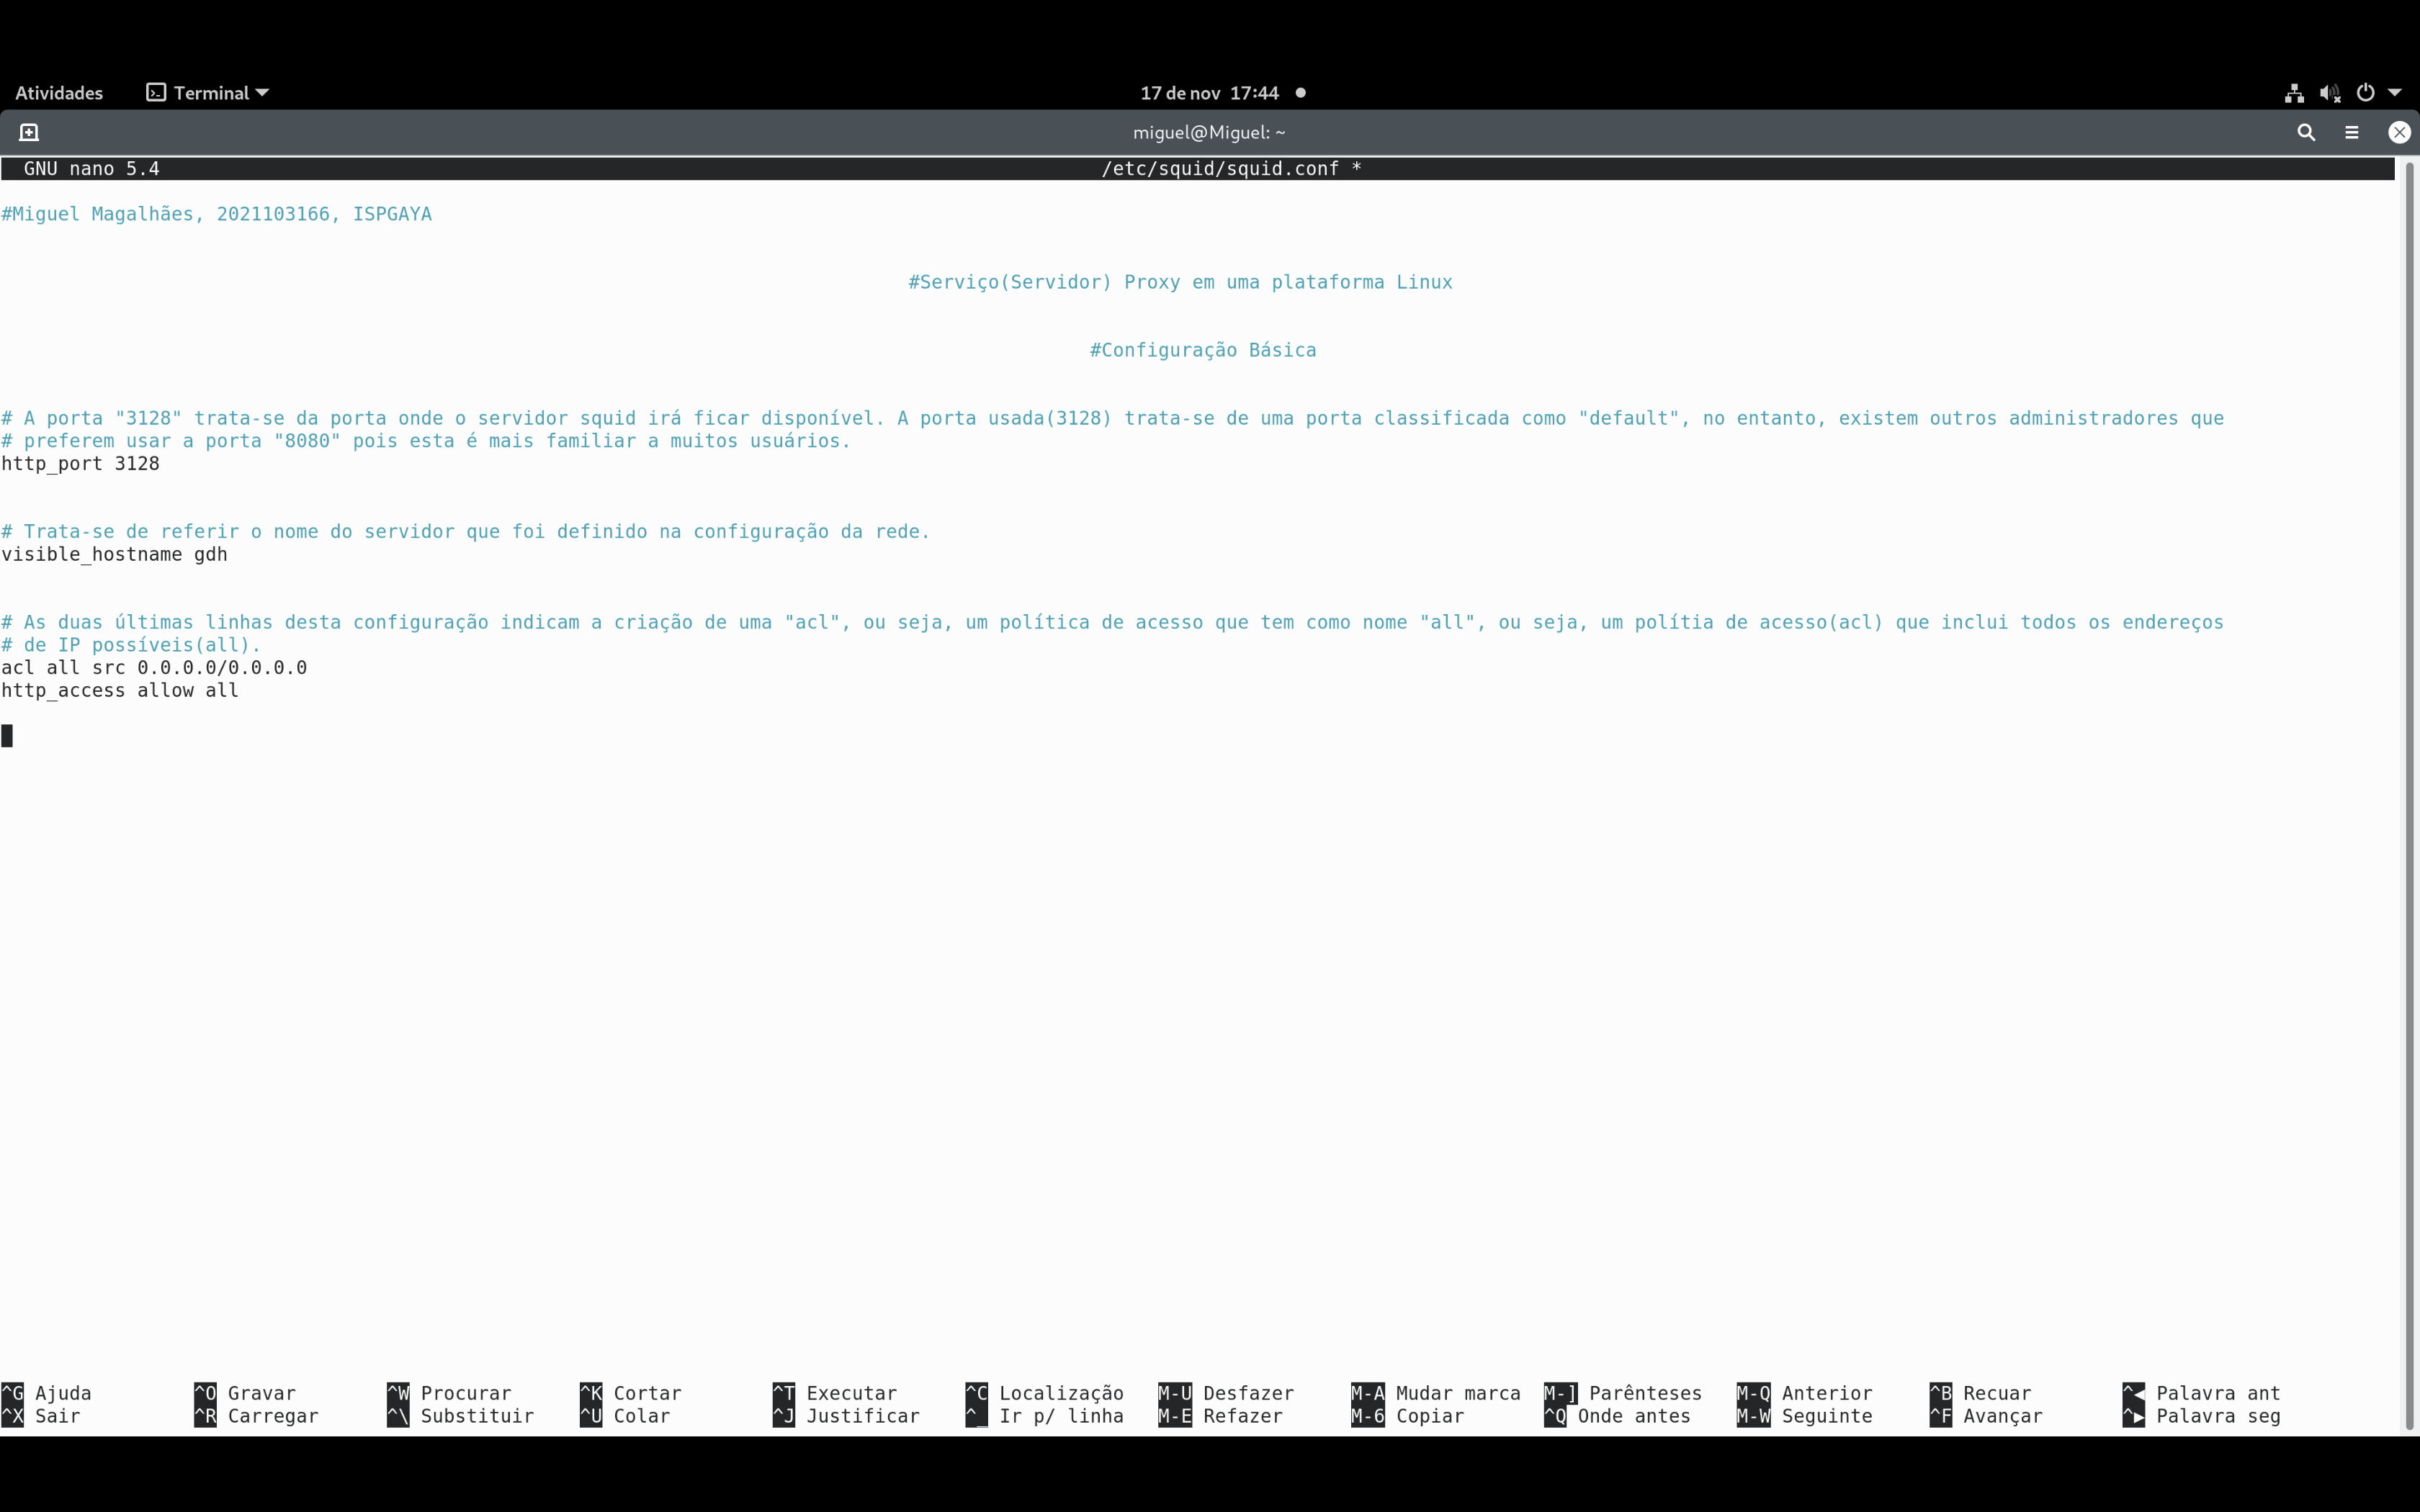 Atividades Terminal 17 de nov 17:44
miguel@Miguel: ~
GNU nano 5.4 /etc/squid/squid.conf *
#Miguel Magalhães, 2021103166, ISPGAYA
#Serviço(Servidor) Proxy em uma plataforma Linux
#Configuração Básica
# A porta "3128" trata-se da porta onde o servidor squid irá ficar disponível. A porta usada(3128) trata-se de uma porta classificada como "default", no entanto, existem outros administradores que
# preferem usar a porta "8080" pois esta é mais familiar a muitos usuários.
http_port 3128
# Trata-se de referir o nome do servidor que foi definido na configuração da rede.
visible_hostname gdh
# As duas últimas linhas desta configuração indicam a criação de uma "acl", ou seja, um política de acesso que tem como nome "all", ou seja, um polítia de acesso(acl) que inclui todos os endereços
# de IP possíveis(all).
acl all src 0.0.0.0/0.0.0.0
http_access allow all
^G Ajuda ^O Gravar ^W Procurar ^K Cortar ^T Executar ^C Localização M-U Desfazer M-A Mudar marca M-] Parênteses M-Q Anterior ^B Recuar ^◀ Palavra ant
^X Sair ^R Carregar ^\ Substituir ^U Colar ^J Justificar ^_ Ir p/ linha M-E Refazer M-6 Copiar ^Q Onde antes M-W Seguinte ^F Avançar ^▶ Palavra seg